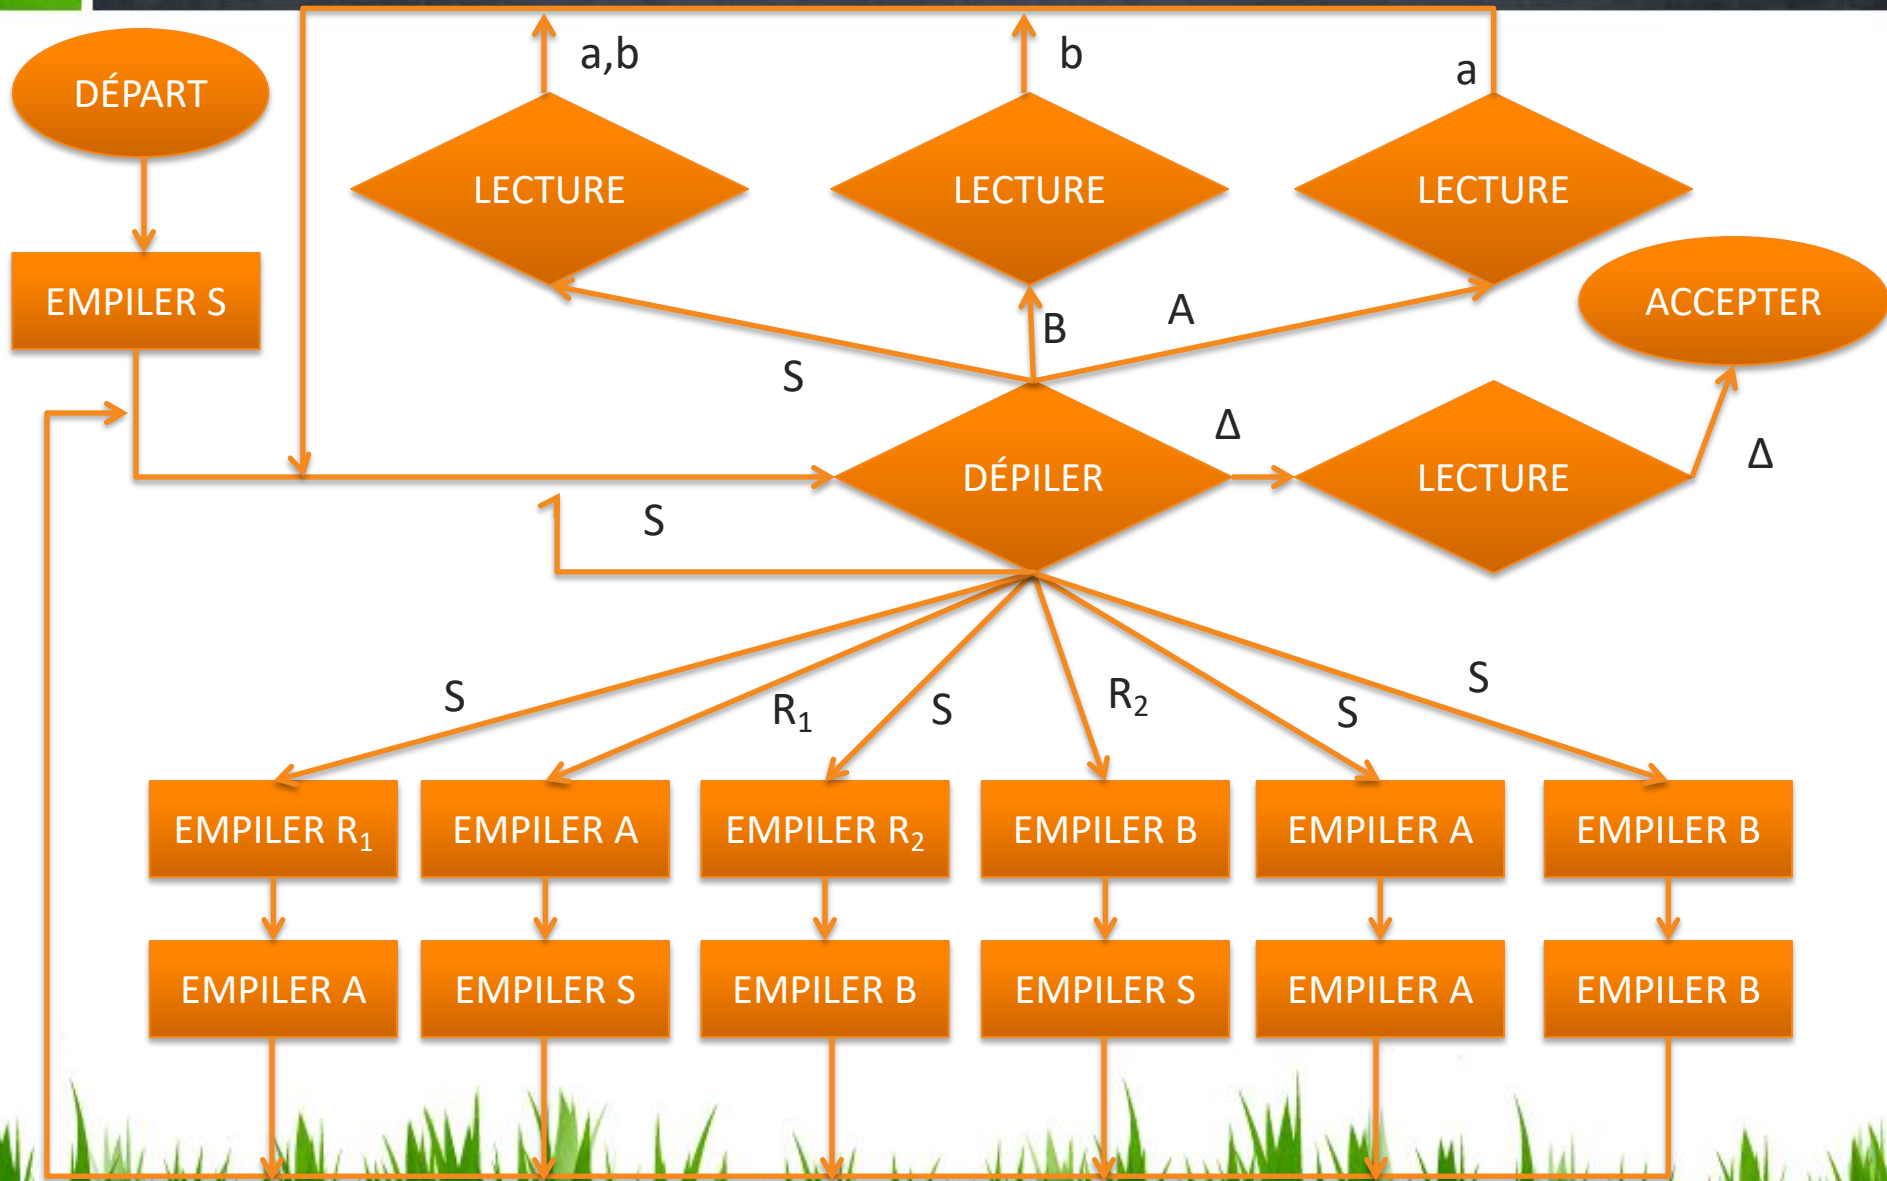 a,b
b
a
DÉPART
LECTURE
LECTURE
LECTURE
EMPILER S
ACCEPTER
B
A
S
Δ
Δ
DÉPILER
LECTURE
S
S
R₁
S
R₂
S
S
EMPILER R₁
EMPILER A
EMPILER R₂
EMPILER B
EMPILER A
EMPILER B
EMPILER A
EMPILER S
EMPILER B
EMPILER S
EMPILER A
EMPILER B